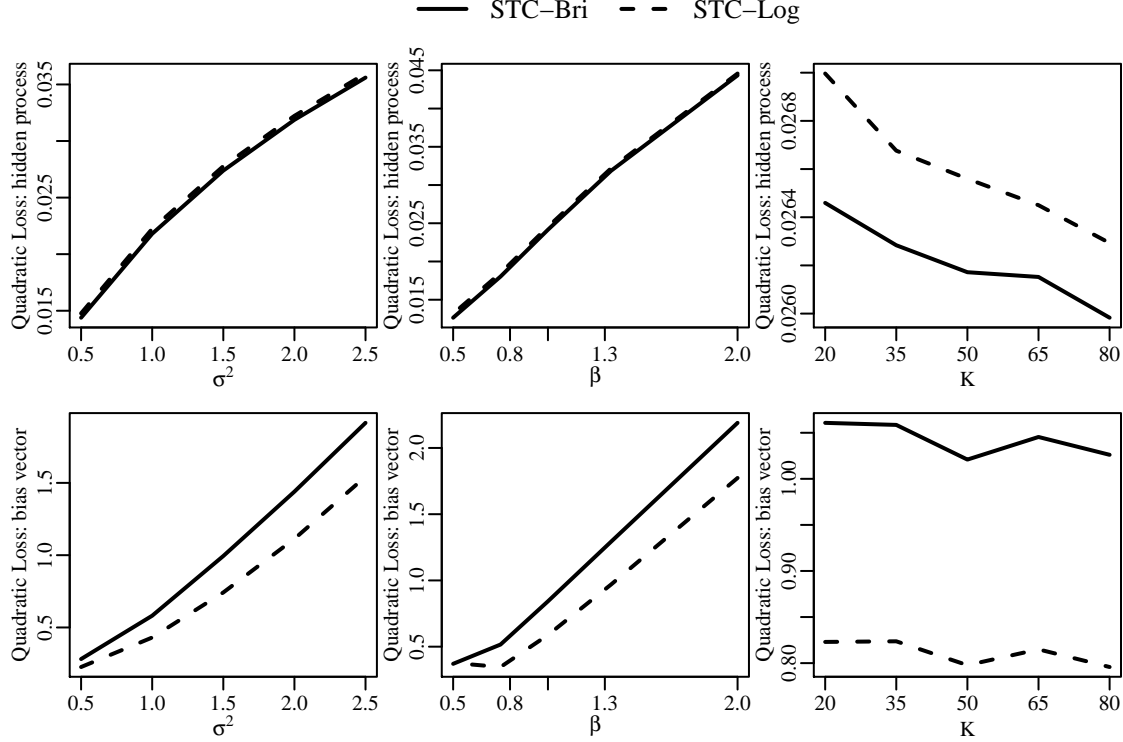 STC−Bri STC−Log
Quadratic Loss: hidden process
0.015 0.025 0.035
0.5 1.0 1.5 2.0 2.5
σ²
Quadratic Loss: hidden process
0.015 0.025 0.035 0.045
0.5 0.8 1.3 2.0
β
Quadratic Loss: hidden process
0.0260 0.0264 0.0268
20 35 50 65 80
K
Quadratic Loss: bias vector
0.5 1.0 1.5
0.5 1.0 1.5 2.0 2.5
σ²
Quadratic Loss: bias vector
0.5 1.0 1.5 2.0
0.5 0.8 1.3 2.0
β
Quadratic Loss: bias vector
0.80 0.90 1.00
20 35 50 65 80
K